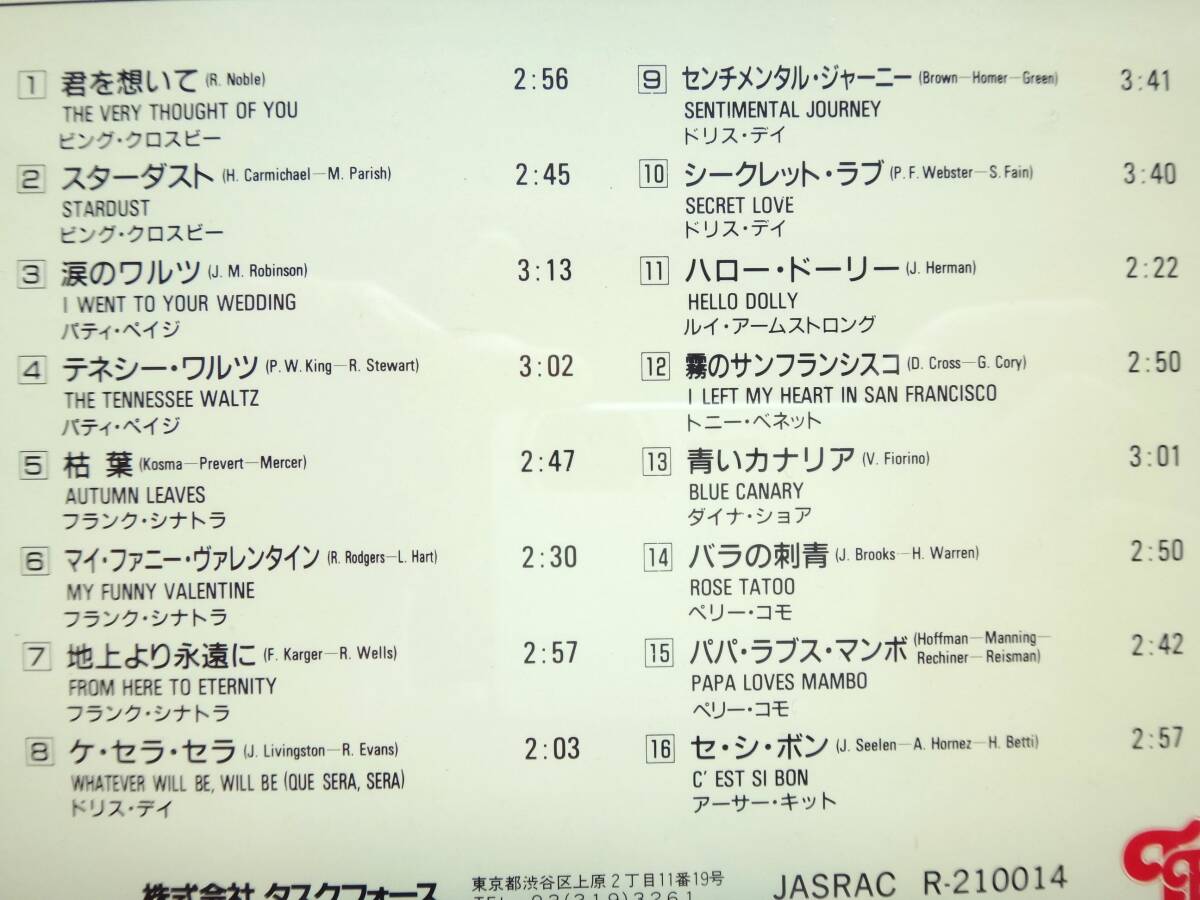 1 君を想いて (R. Noble) 2:56
THE VERY THOUGHT OF YOU
ビング・クロスビー
2 スターダスト (H. Carmichael—M. Parish) 2:45
STARDUST
ビング・クロスビー
3 涙のワルツ (J. M. Robinson) 3:13
I WENT TO YOUR WEDDING
パティ・ペイジ
4 テネシー・ワルツ (P. W. King—R. Stewart) 3:02
THE TENNESSEE WALTZ
パティ・ペイジ
5 枯 葉 (Kosma—Prevert—Mercer) 2:47
AUTUMN LEAVES
フランク・シナトラ
6 マイ・ファニー・ヴァレンタイン (R. Rodgers—L. Hart) 2:30
MY FUNNY VALENTINE
フランク・シナトラ
7 地上より永遠に (F. Karger—R. Wells) 2:57
FROM HERE TO ETERNITY
フランク・シナトラ
8 ケ・セラ・セラ (J. Livingston—R. Evans) 2:03
WHATEVER WILL BE, WILL BE (QUE SERA, SERA)
ドリス・デイ
9 センチメンタル・ジャーニー (Brown—Homer—Green) 3:41
SENTIMENTAL JOURNEY
ドリス・デイ
10 シークレット・ラブ (P. F. Webster—S. Fain) 3:40
SECRET LOVE
ドリス・デイ
11 ハロー・ドーリー (J. Herman) 2:22
HELLO DOLLY
ルイ・アームストロング
12 霧のサンフランシスコ (D. Cross—G. Cory) 2:50
I LEFT MY HEART IN SAN FRANCISCO
トニー・ベネット
13 青いカナリア (V. Fiorino) 3:01
BLUE CANARY
ダイナ・ショア
14 バラの刺青 (J. Brooks—H. Warren) 2:50
ROSE TATOO
ペリー・コモ
15 パパ・ラブス・マンボ (Hoffman—Manning— 2:42
Rechiner—Reisman)
PAPA LOVES MAMBO
ペリー・コモ
16 セ・シ・ボン (J. Seelen—A. Hornez—H. Betti) 2:57
C' EST SI BON
アーサー・キット
株式会社 タスクフォース 東京都渋谷区上原2丁目11番19号 JASRAC R-210014
TEL 03(319)3261